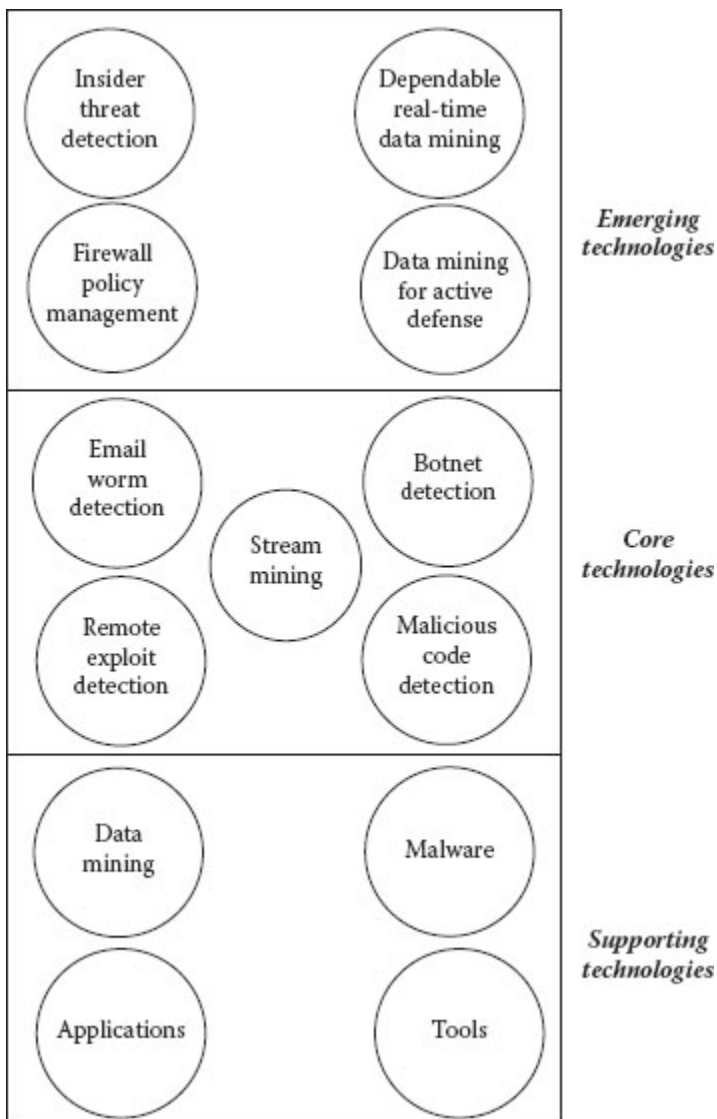 Insider
threat
detection
Dependable
real-time
data mining
Firewall
policy
management
Data mining
for active
defense
Emerging
technologies
Email
worm
detection
Botnet
detection
Stream
mining
Remote
exploit
detection
Malicious
code
detection
Core
technologies
Data
mining
Malware
Applications
Tools
Supporting
technologies